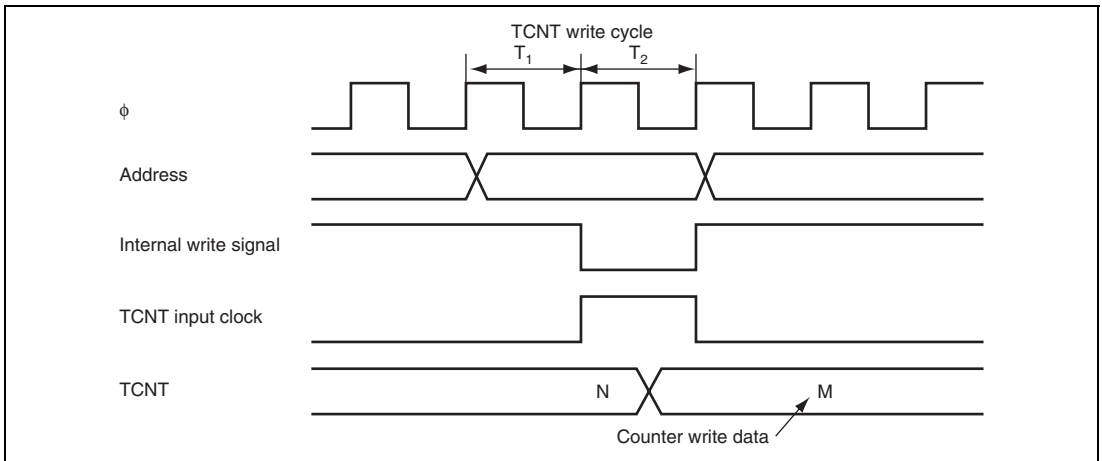 TCNT write cycle
T1 T2
ϕ
Address
Internal write signal
TCNT input clock
TCNT N M
Counter write data